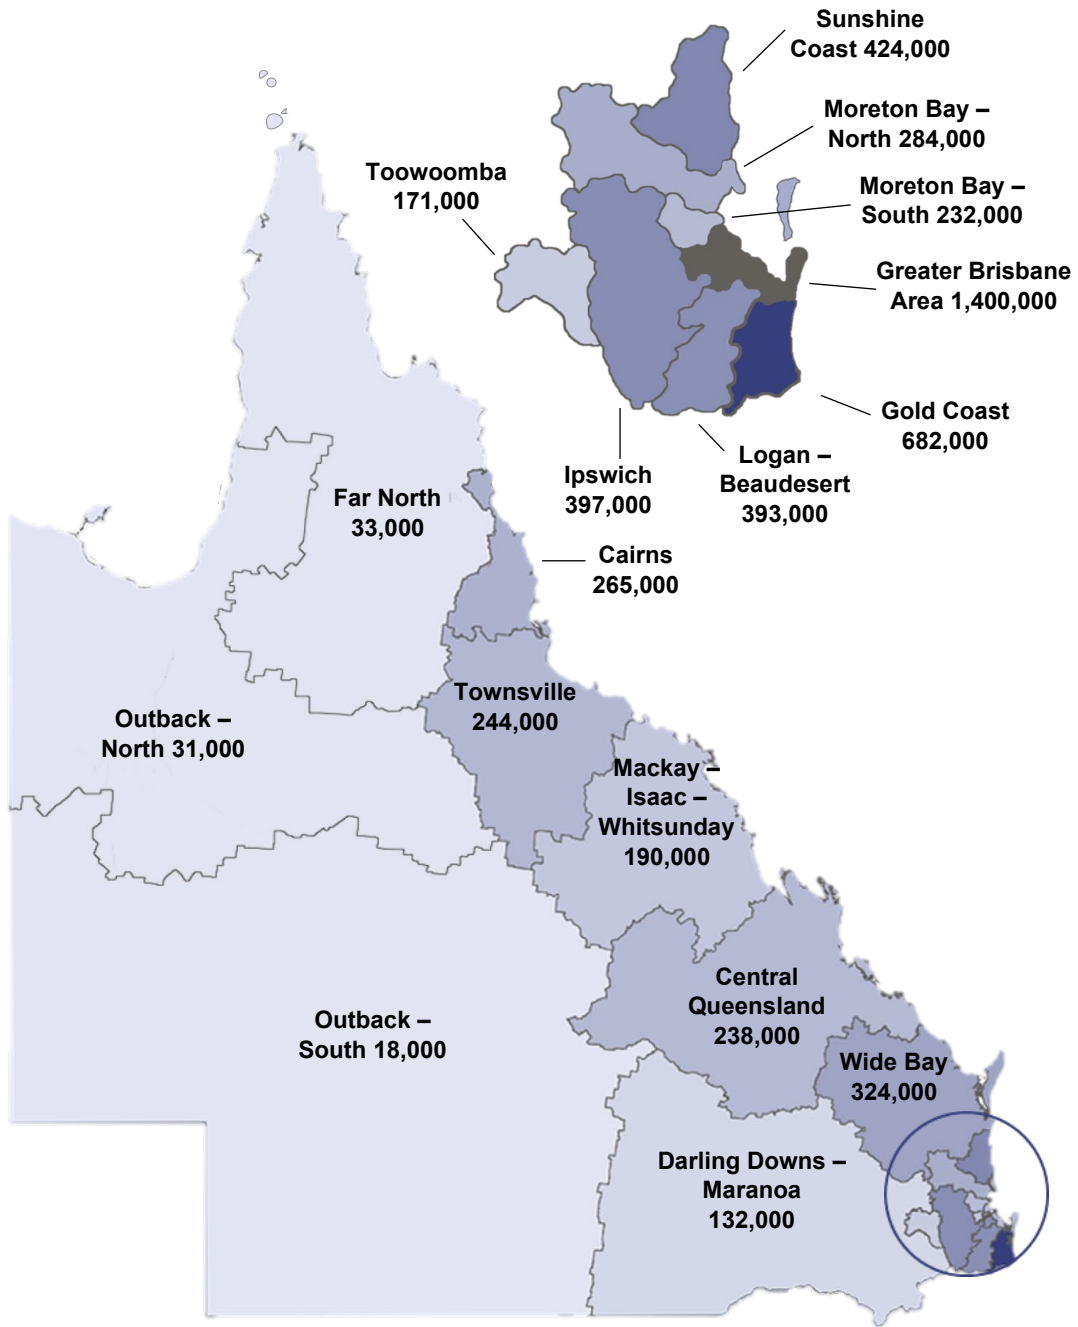 Sunshine
Coast 424,000
Moreton Bay –
North 284,000
Toowoomba
171,000
Moreton Bay –
South 232,000
Greater Brisbane
Area 1,400,000
Gold Coast
682,000
Logan –
Beaudesert
393,000
Ipswich
397,000
Far North
33,000
Cairns
265,000
Townsville
244,000
Outback –
North 31,000
Mackay –
Isaac –
Whitsunday
190,000
Central
Queensland
238,000
Outback –
South 18,000
Wide Bay
324,000
Darling Downs –
Maranoa
132,000